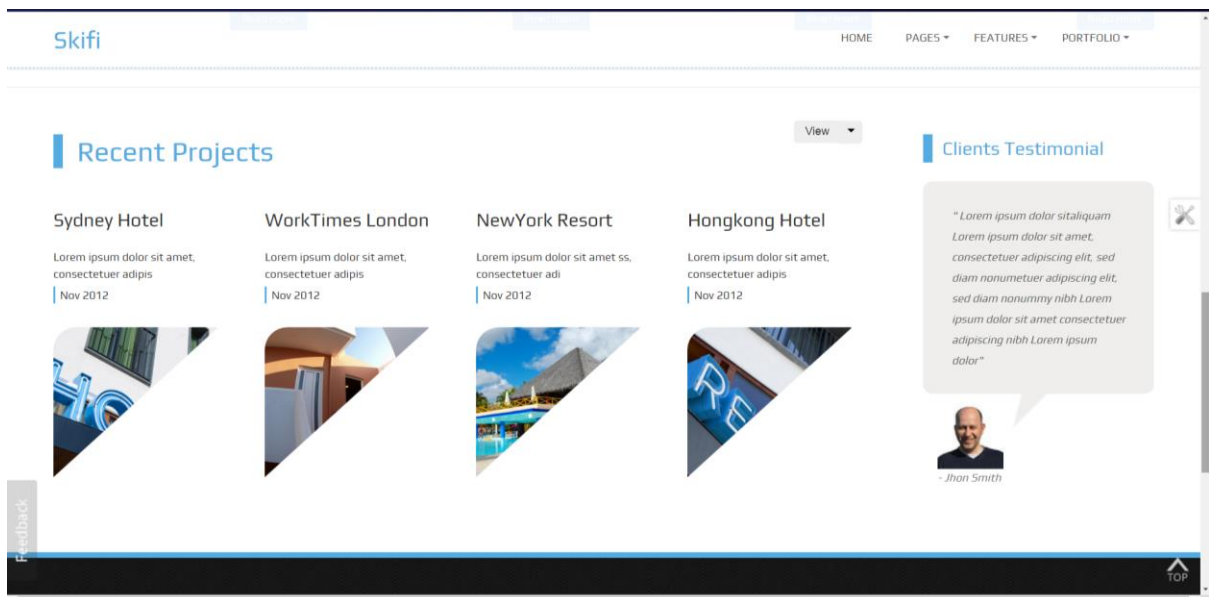 Skifi
HOME
PAGES
FEATURES
PORTFOLIO
Recent Projects
View
Clients Testimonial
Sydney Hotel
Lorem ipsum dolor sit amet,
consectetuer adipis
Nov 2012
WorkTimes London
Lorem ipsum dolor sit amet,
consectetuer adipis
Nov 2012
NewYork Resort
Lorem ipsum dolor sit amet ss,
consectetuer adi
Nov 2012
Hongkong Hotel
Lorem ipsum dolor sit amet,
consectetuer adipis
Nov 2012
HO
RE
" Lorem ipsum dolor sitaliquam
Lorem ipsum dolor sit amet,
consectetuer adipiscing elit, sed
diam nonumetuer adipiscing elit,
sed diam nonummy nibh Lorem
ipsum dolor sit amet consectetuer
adipiscing nibh Lorem ipsum
dolor"
- Jhon Smith
Feedback
TOP